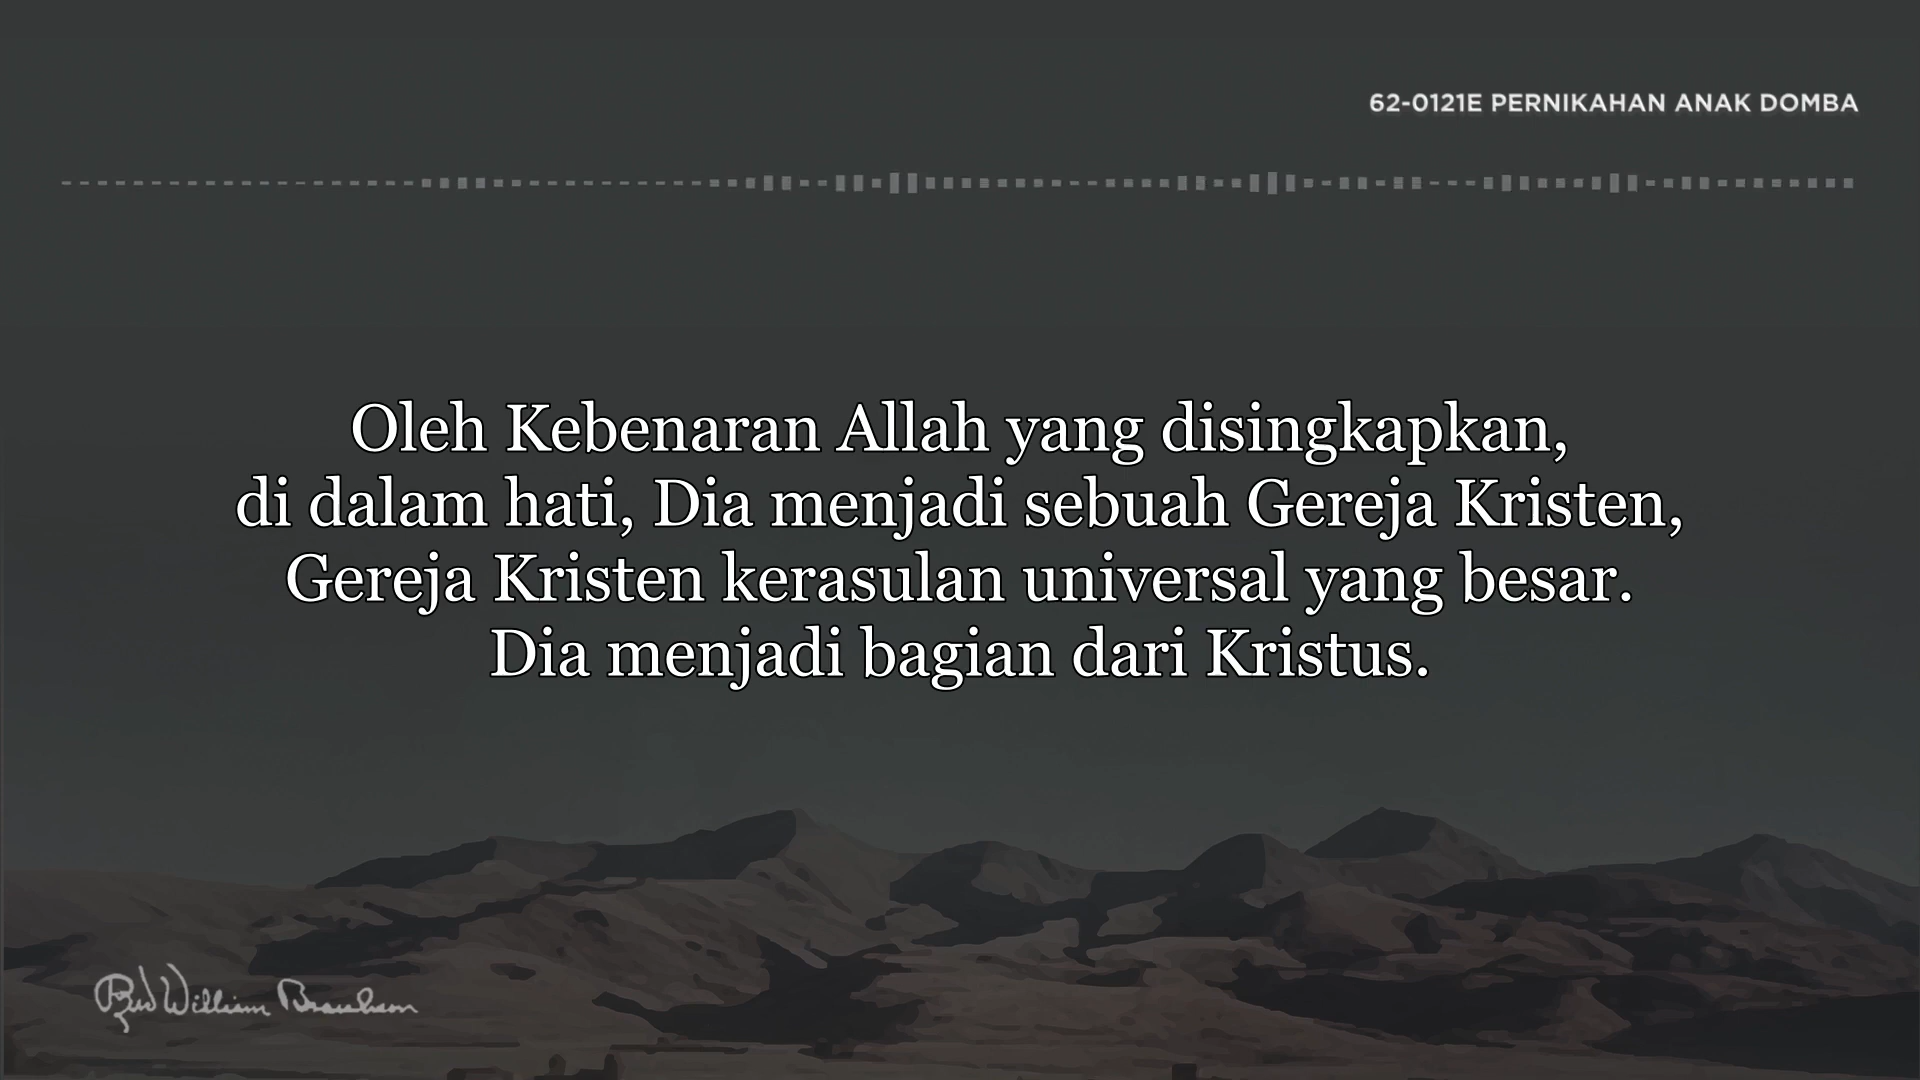 62-0121E PERNIKAHAN ANAK DOMBA
Oleh Kebenaran Allah yang disingkapkan,
di dalam hati, Dia menjadi sebuah Gereja Kristen,
Gereja Kristen kerasulan universal yang besar.
Dia menjadi bagian dari Kristus.
Rev William Branham